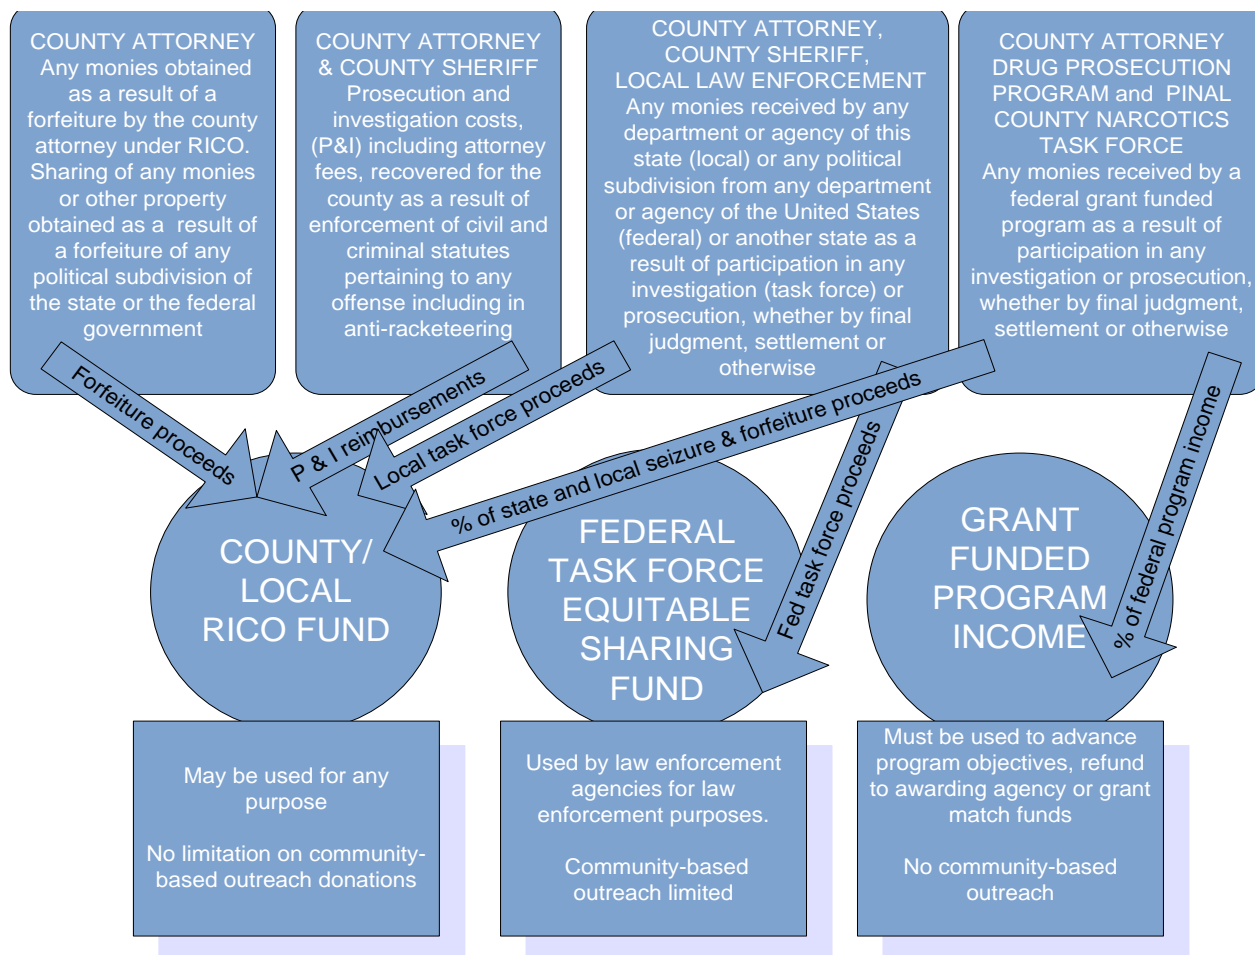 COUNTY ATTORNEY
Any monies obtained
as a result of a
forfeiture by the county
attorney under RICO.
Sharing of any monies
or other property
obtained as a  result of
a forfeiture of any
political subdivision of
the state or the federal
government
COUNTY ATTORNEY
& COUNTY SHERIFF
Prosecution and
investigation costs,
(P&I) including attorney
fees, recovered for the
county as a result of
enforcement of civil and
criminal statutes
pertaining to any
offense including in
anti-racketeering
COUNTY ATTORNEY,
COUNTY SHERIFF,
LOCAL LAW ENFORCEMENT
Any monies received by any
department or agency of this
state (local) or any political
subdivision from any department
or agency of the United States
(federal) or another state as a
result of participation in any
investigation (task force) or
prosecution, whether by final
judgment, settlement or
otherwise
COUNTY ATTORNEY
DRUG PROSECUTION
PROGRAM and  PINAL
COUNTY NARCOTICS
TASK FORCE
Any monies received by a
federal grant funded
program as a result of
participation in any
investigation or prosecution,
whether by final judgment,
settlement or otherwise
Forfeiture proceeds
P & I reimbursements
Local task force proceeds
% of state and local seizure & forfeiture proceeds
Fed task force proceeds
% of federal program income
COUNTY/
LOCAL
RICO FUND
FEDERAL
TASK FORCE
EQUITABLE
SHARING
FUND
GRANT
FUNDED
PROGRAM
INCOME
May be used for any
purpose
No limitation on community-
based outreach donations
Used by law enforcement
agencies for law
enforcement purposes.
Community-based
outreach limited
Must be used to advance
program objectives, refund
to awarding agency or grant
match funds
No community-based
outreach